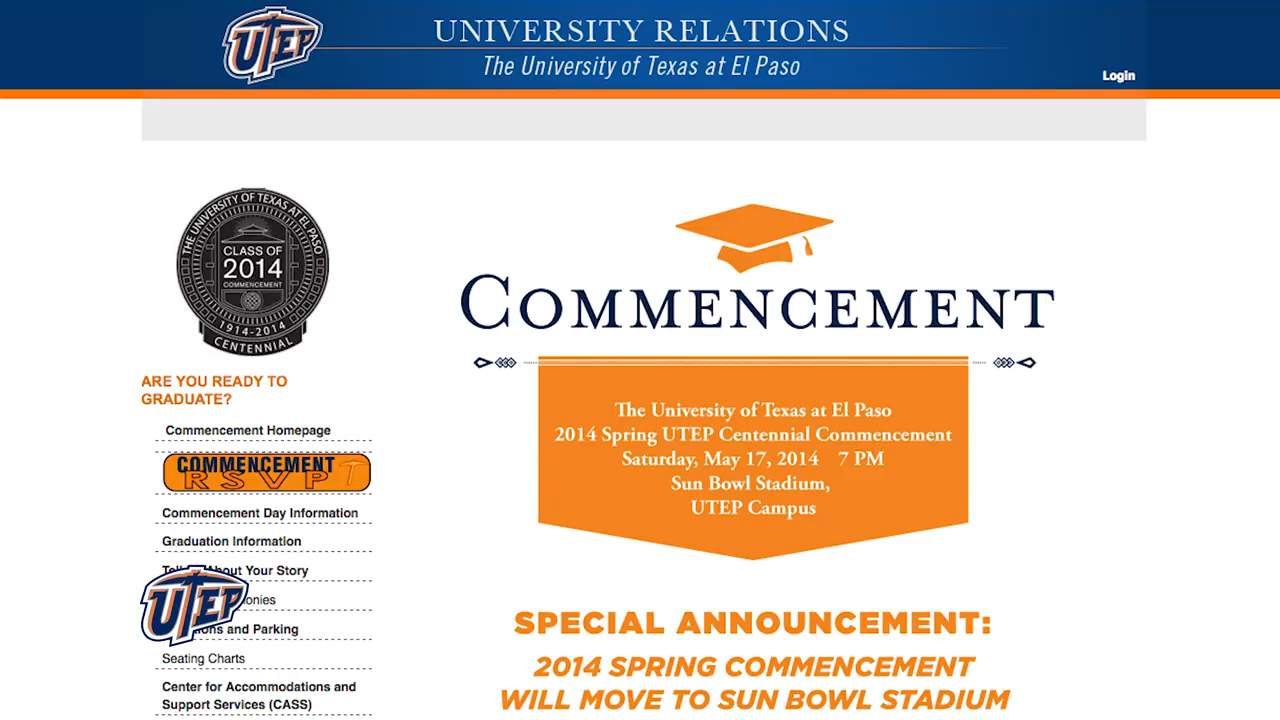 UTEP
UNIVERSITY RELATIONS
The University of Texas at El Paso
Login
THE UNIVERSITY OF TEXAS AT EL PASO
CLASS OF
2014
COMMENCEMENT
1914-2014
CENTENNIAL
ARE YOU READY TO
GRADUATE?
Commencement Homepage
COMMENCEMENT
RSVP
Commencement Day Information
Graduation Information
About Your Story
UTEP
and Parking
Seating Charts
Center for Accommodations and
Support Services (CASS)
COMMENCEMENT
The University of Texas at El Paso
2014 Spring UTEP Centennial Commencement
Saturday, May 17, 2014 7 PM
Sun Bowl Stadium,
UTEP Campus
SPECIAL ANNOUNCEMENT:
2014 SPRING COMMENCEMENT
WILL MOVE TO SUN BOWL STADIUM